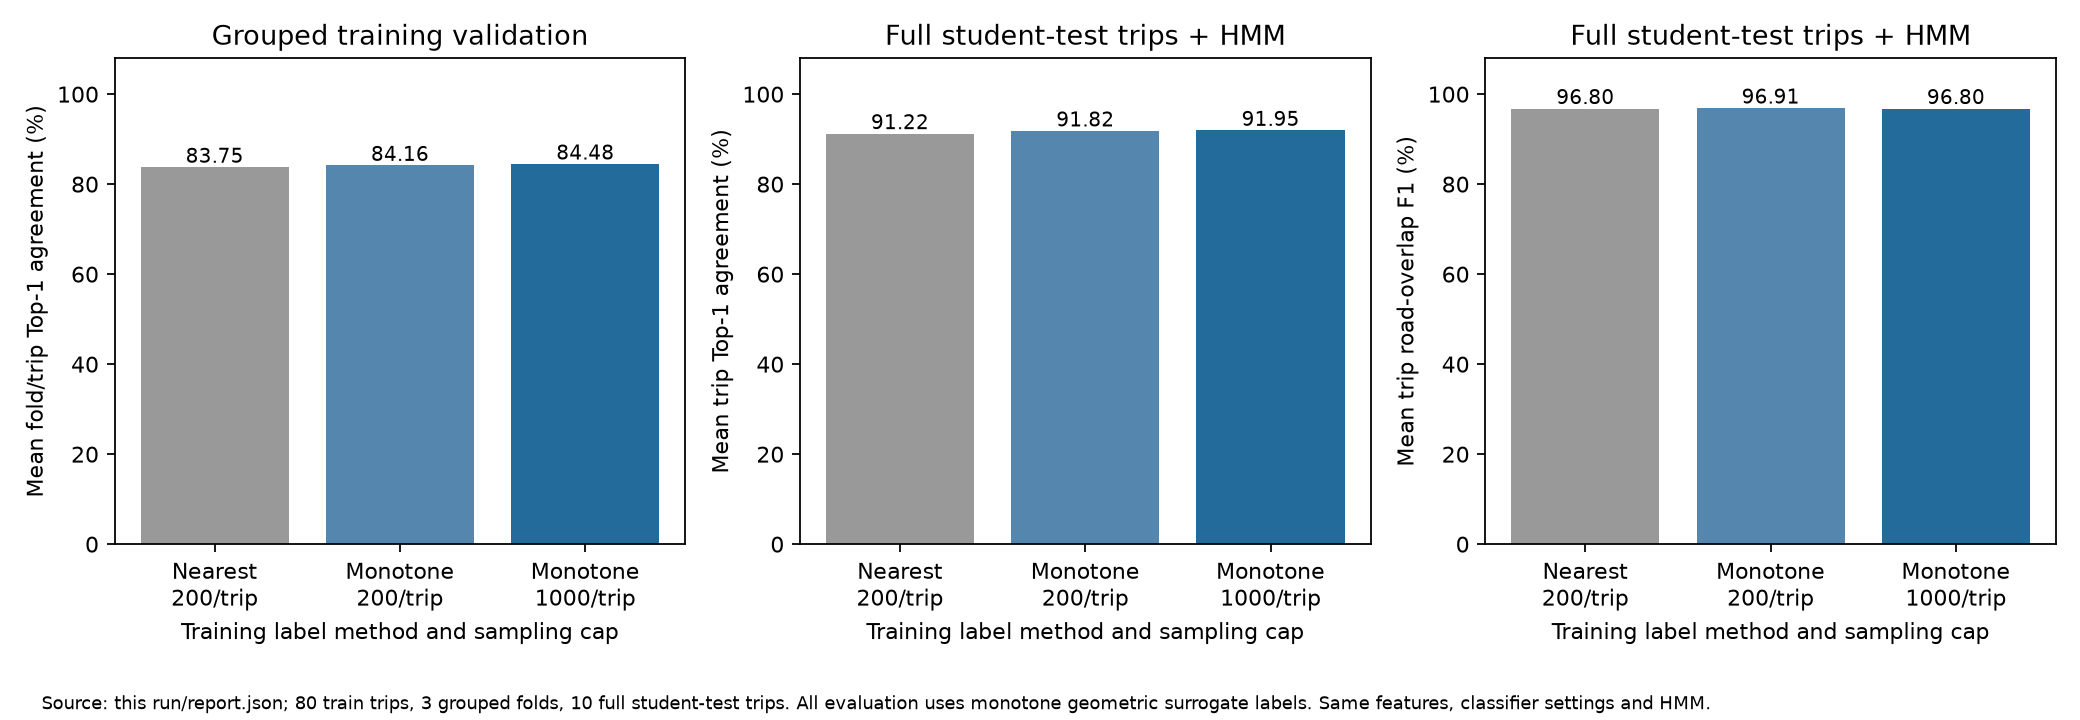 Grouped training validation
Mean fold/trip Top-1 agreement (%)
100
80
60
40
20
0
83.75
84.16
84.48
Nearest
200/trip
Monotone
200/trip
Monotone
1000/trip
Training label method and sampling cap
Full student-test trips + HMM
Mean trip Top-1 agreement (%)
100
80
60
40
20
0
91.22
91.82
91.95
Nearest
200/trip
Monotone
200/trip
Monotone
1000/trip
Training label method and sampling cap
Full student-test trips + HMM
Mean trip road-overlap F1 (%)
100
80
60
40
20
0
96.80
96.91
96.80
Nearest
200/trip
Monotone
200/trip
Monotone
1000/trip
Training label method and sampling cap
Source: this run/report.json; 80 train trips, 3 grouped folds, 10 full student-test trips. All evaluation uses monotone geometric surrogate labels. Same features, classifier settings and HMM.